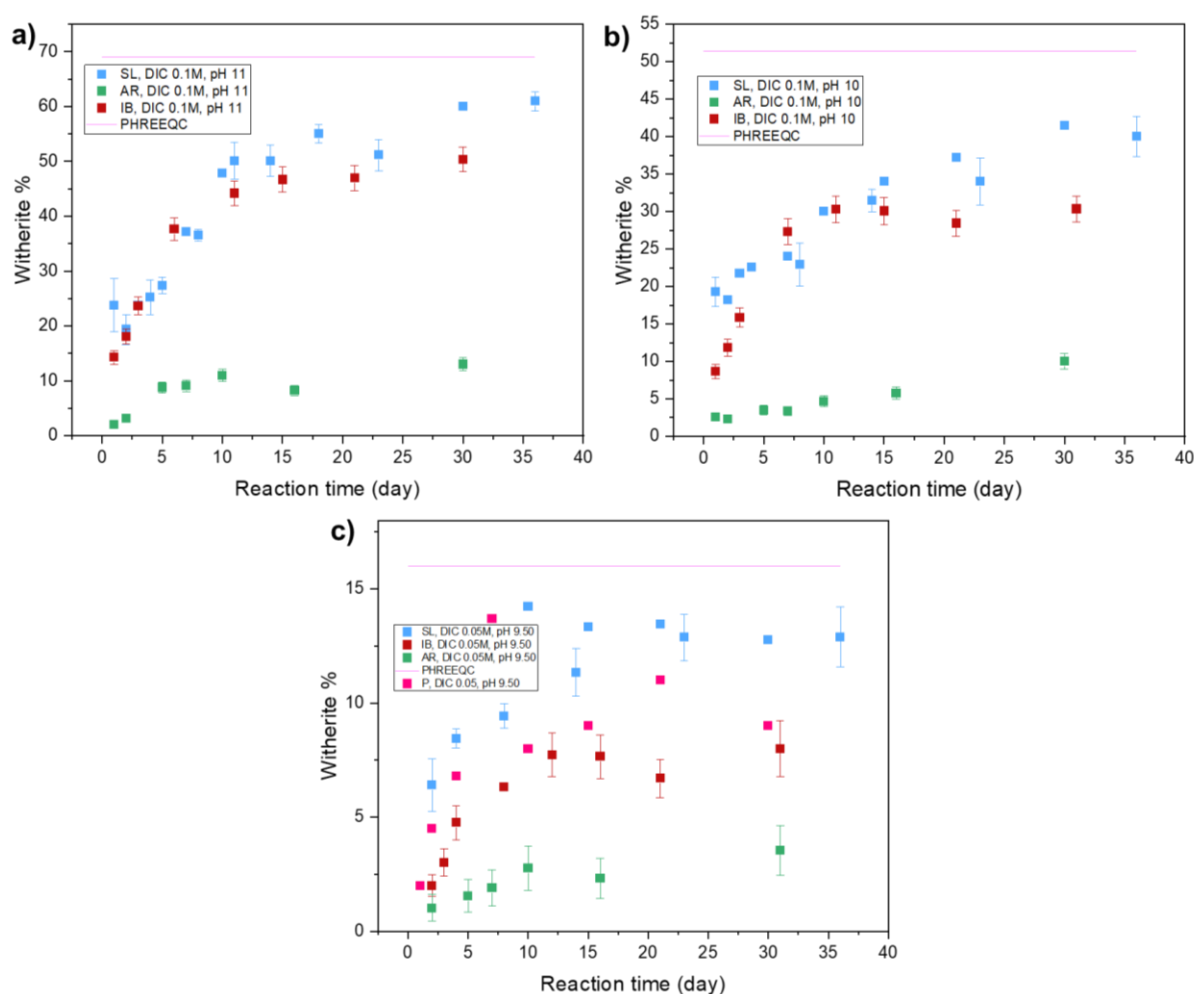 a)
70
60
50
40
30
20
10
0
Witherite %
SL, DIC 0.1M, pH 11
AR, DIC 0.1M, pH 11
IB, DIC 0.1M, pH 11
PHREEQC
0 5 10 15 20 25 30 35 40
Reaction time (day)
b)
55
50
45
40
35
30
25
20
15
10
5
0
Witherite %
SL, DIC 0.1M, pH 10
AR, DIC 0.1M, pH 10
IB, DIC 0.1M, pH 10
PHREEQC
0 5 10 15 20 25 30 35 40
Reaction time (day)
c)
15
10
5
0
Witherite %
SL, DIC 0.05M, pH 9.50
IB, DIC 0.05M, pH 9.50
AR, DIC 0.05M, pH 9.50
PHREEQC
P, DIC 0.05, pH 9.50
0 5 10 15 20 25 30 35 40
Reaction time (day)